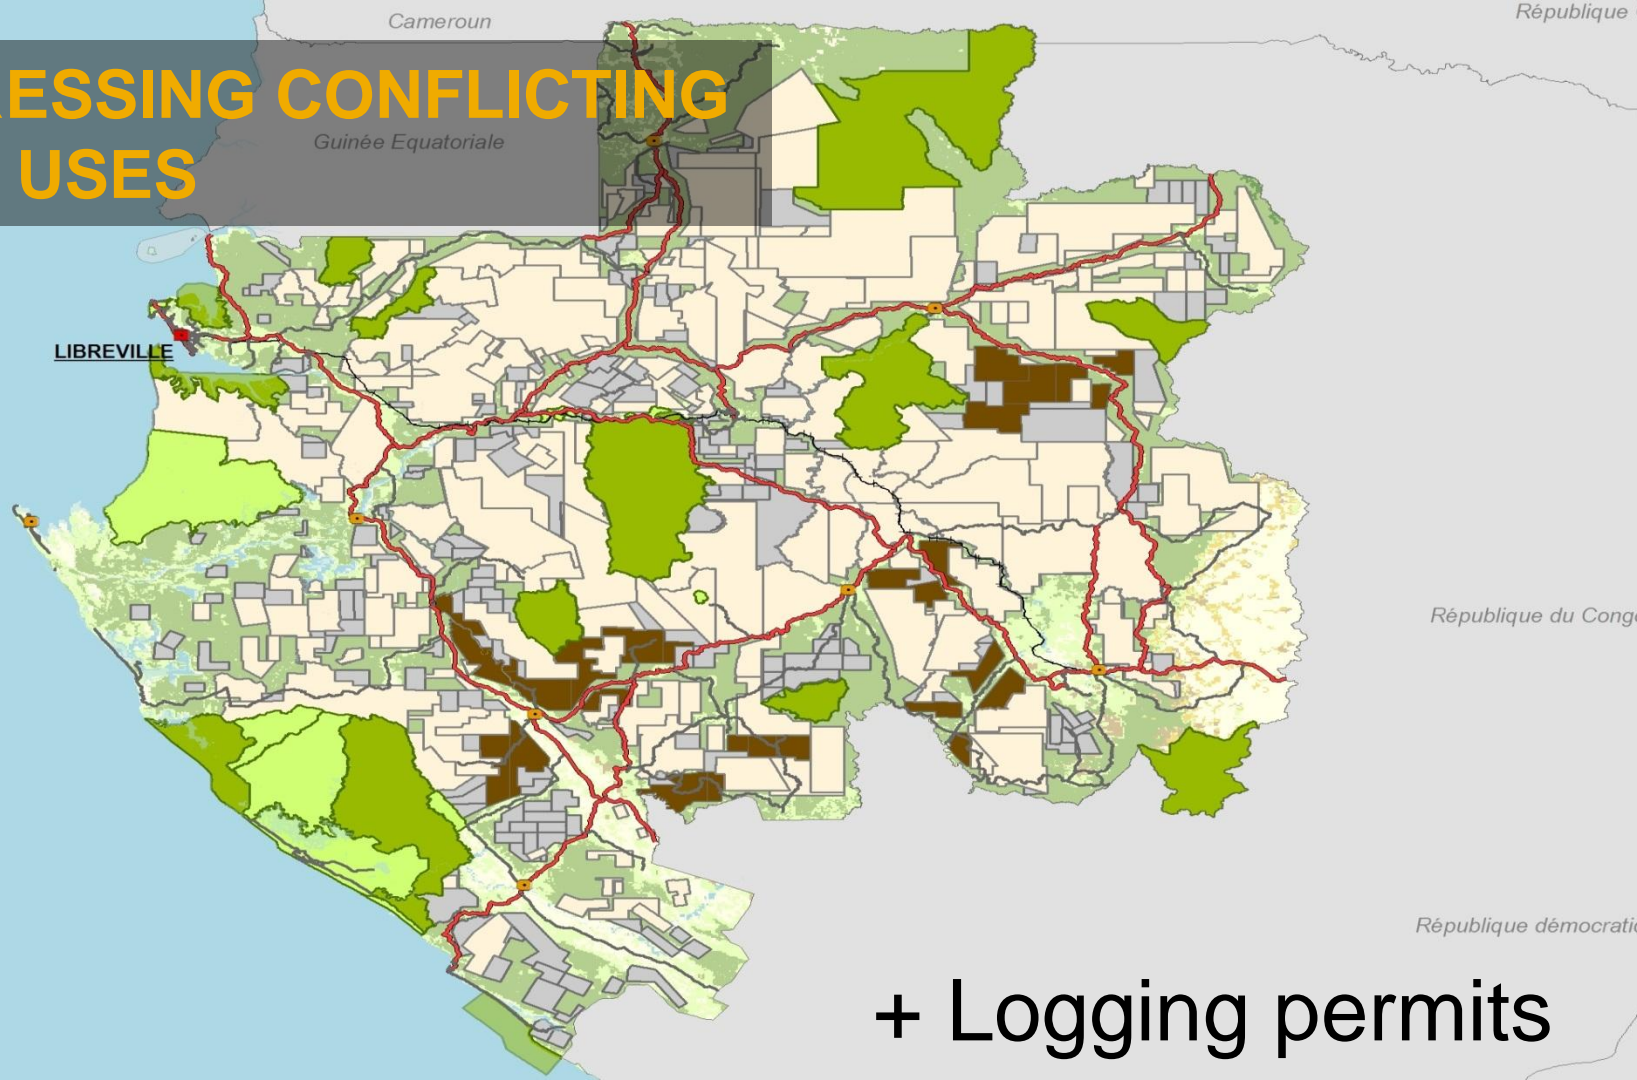 Cameroun
République
ESSING CONFLICTING
USES
Guinée Equatoriale
LIBREVILLE
République du Cong
République démocrati
+ Logging permits